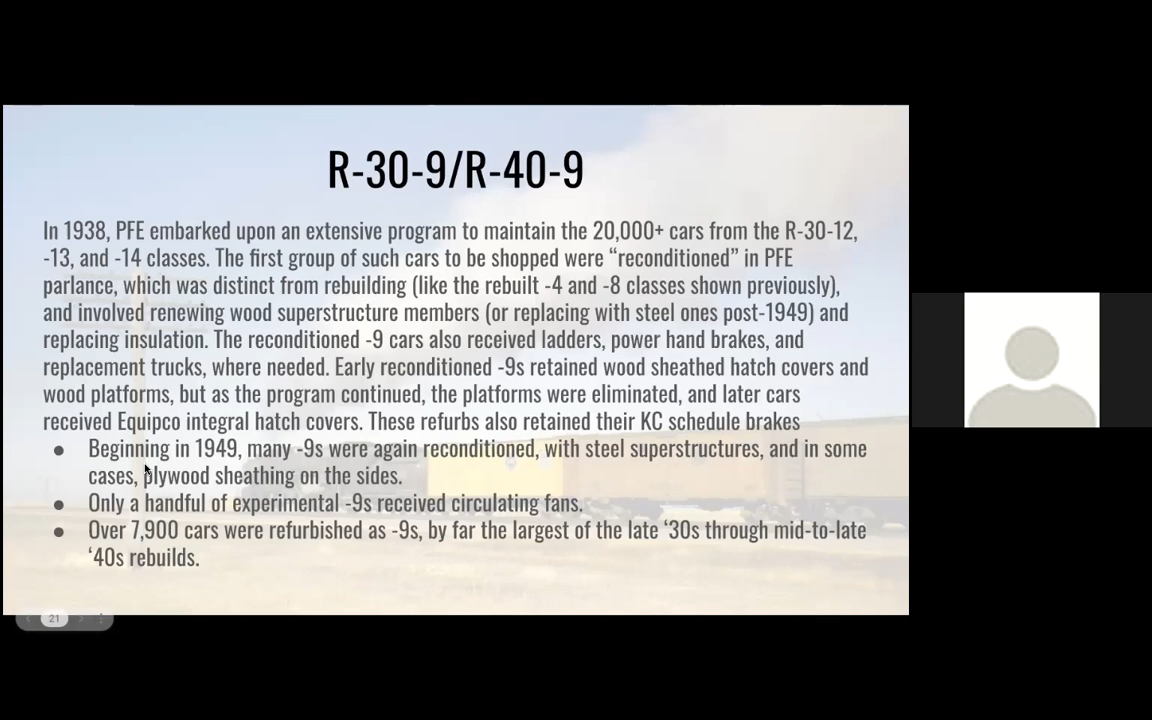 R-30-9/R-40-9
In 1938, PFE embarked upon an extensive program to maintain the 20,000+ cars from the R-30-12,
-13, and -14 classes. The first group of such cars to be shopped were “reconditioned” in PFE
parlance, which was distinct from rebuilding (like the rebuilt -4 and -8 classes shown previously),
and involved renewing wood superstructure members (or replacing with steel ones post-1949) and
replacing insulation. The reconditioned -9 cars also received ladders, power hand brakes, and
replacement trucks, where needed. Early reconditioned -9s retained wood sheathed hatch covers and
wood platforms, but as the program continued, the platforms were eliminated, and later cars
received Equipco integral hatch covers. These refurbs also retained their KC schedule brakes
● Beginning in 1949, many -9s were again reconditioned, with steel superstructures, and in some
cases, plywood sheathing on the sides.
● Only a handful of experimental -9s received circulating fans.
● Over 7,900 cars were refurbished as -9s, by far the largest of the late ‘30s through mid-to-late
‘40s rebuilds.
21